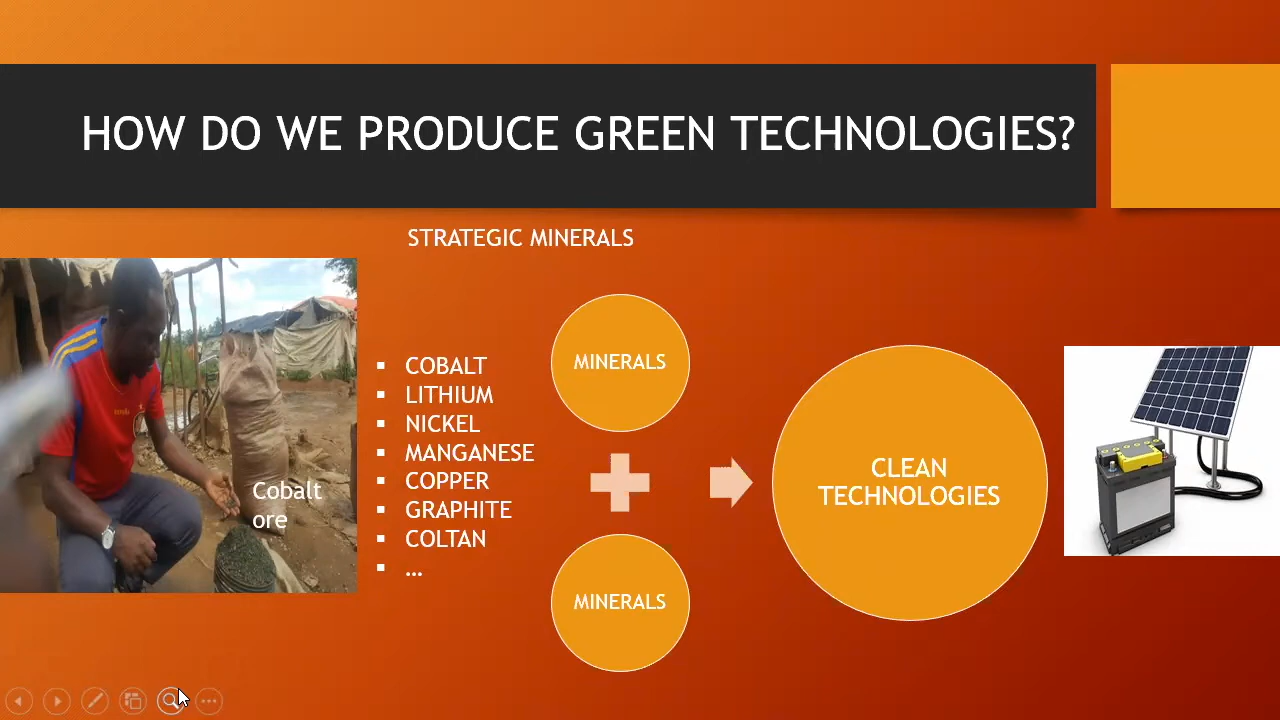 HOW DO WE PRODUCE GREEN TECHNOLOGIES?
STRATEGIC MINERALS
Cobalt
ore
▪ COBALT
▪ LITHIUM
▪ NICKEL
▪ MANGANESE
▪ COPPER
▪ GRAPHITE
▪ COLTAN
▪ …
MINERALS
MINERALS
CLEAN
TECHNOLOGIES